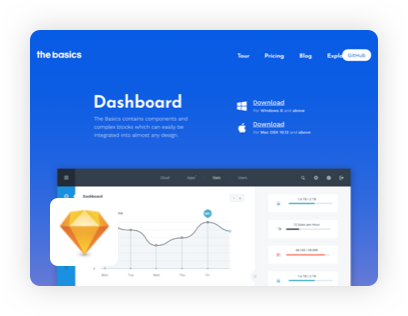 the basics
Tour Pricing Blog Explo GitHub
Dashboard
The Basics contains components and
complex blocks which can easily be
integrated into almost any design.
Download
for Windows 8 and above
Download
for Mac OSX 10.12 and above
Cloud Apps Stats Users
Dashboard
Mon Tue Wed Thu Fri